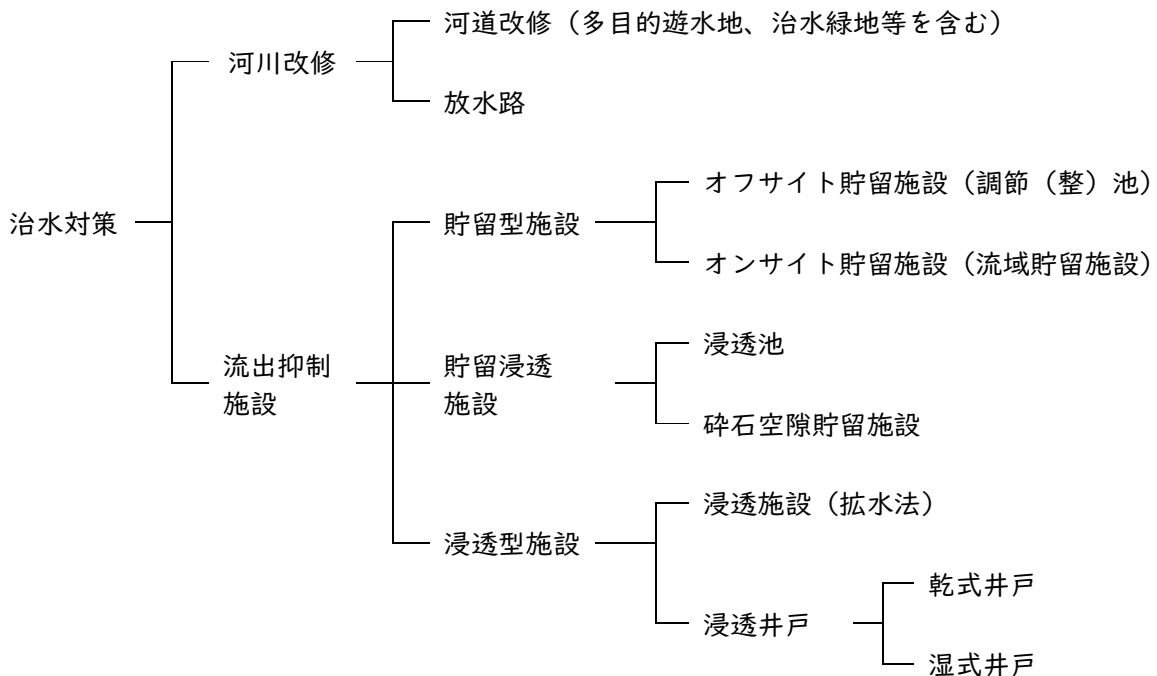 河道改修（多目的遊水地、治水緑地等を含む）
河川改修
放水路
オフサイト貯留施設（調節（整）池）
治水対策
貯留型施設
オンサイト貯留施設（流域貯留施設）
流出抑制
施設
貯留浸透
施設
浸透池
砕石空隙貯留施設
浸透施設（拡水法）
浸透型施設
乾式井戸
浸透井戸
湿式井戸